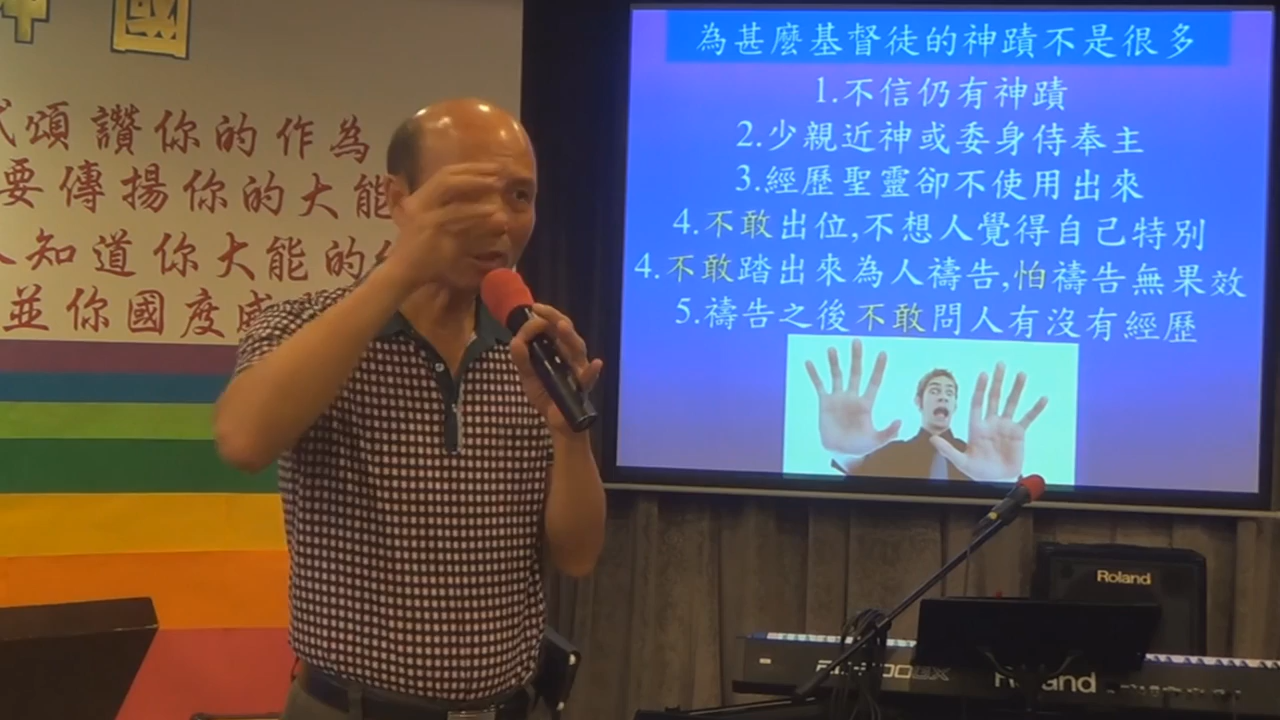 國
頌讚你的作為
要傳揚你的大能
人知道你大能的
並你國度威
為甚麼基督徒的神蹟不是很多
1.不信仍有神蹟
2.少親近神或委身侍奉主
3.經歷聖靈卻不使用出來
4.不敢出位,不想人覺得自己特別
4.不敢踏出來為人禱告,怕禱告無果效
5.禱告之後不敢問人有沒有經歷
Roland
Roland